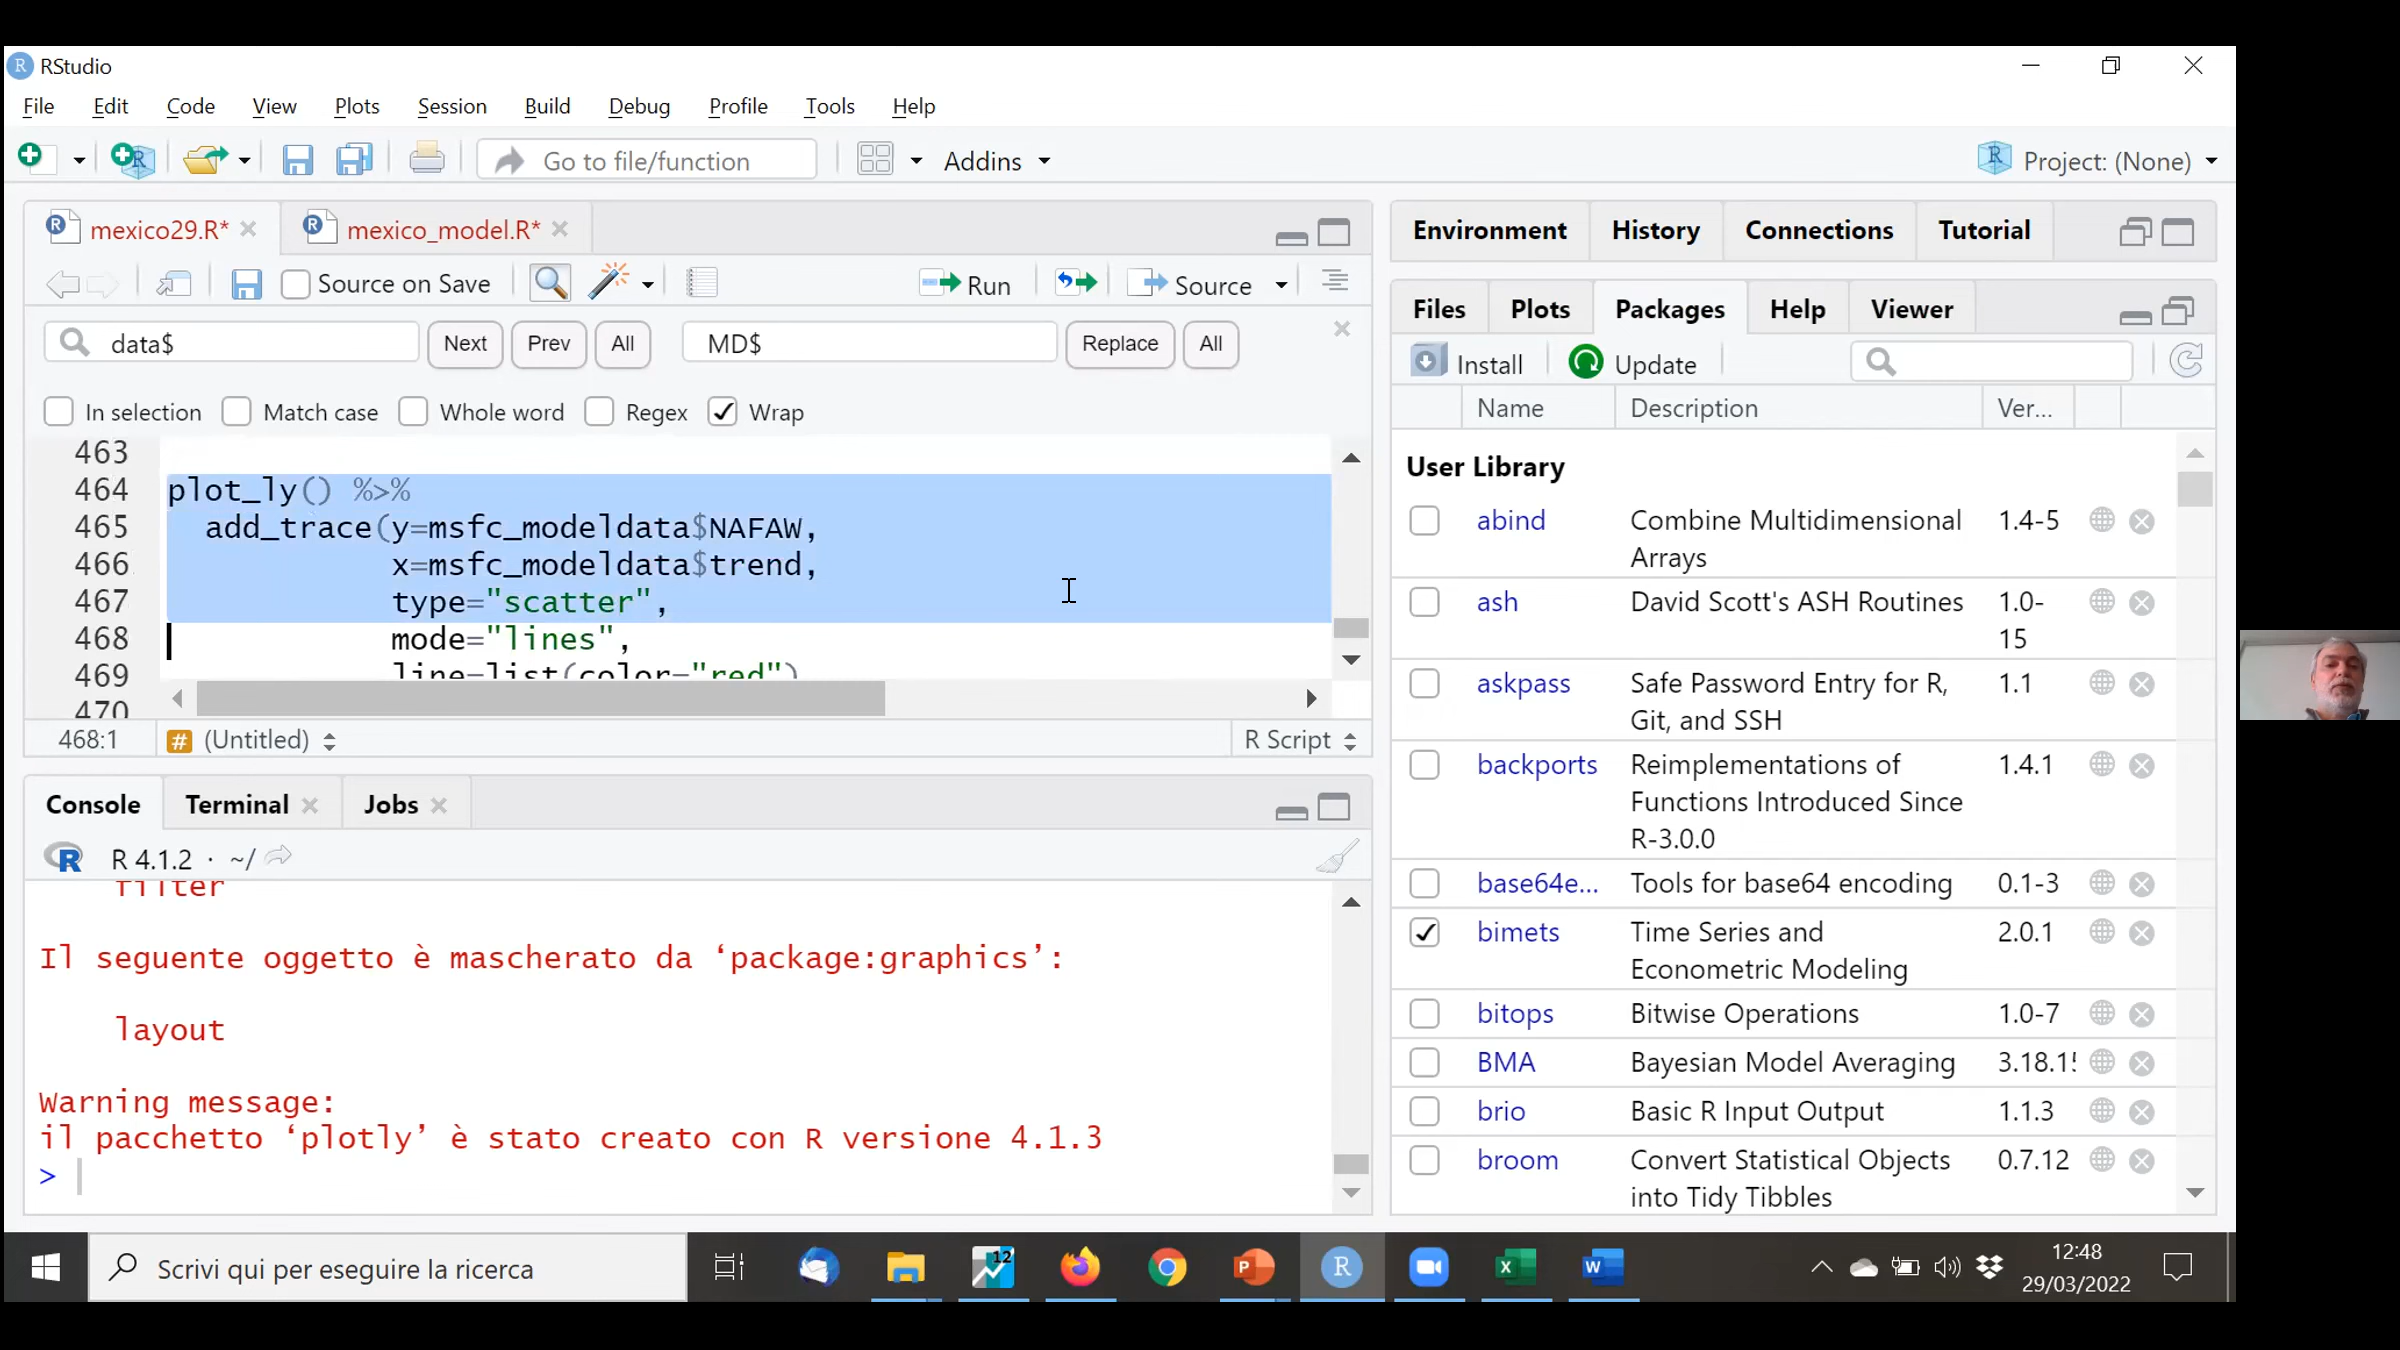 RStudio
File Edit Code View Plots Session Build Debug Profile Tools Help
Go to file/function Addins Project: (None)
mexico29.R* mexico_model.R*
Source on Save Run Source
data$ Next Prev All MD$ Replace All
In selection Match case Whole word Regex Wrap
463
464 plot_ly() %>%
465 add_trace(y=msfc_modeldata$NAFAW,
466 x=msfc_modeldata$trend,
467 type="scatter",
468 mode="lines",
469 line=list(color="red")
470
468:1 # (Untitled) R Script
Console Terminal Jobs
R 4.1.2 · ~/
filter
Il seguente oggetto è mascherato da ‘package:graphics’:
layout
Warning message:
il pacchetto ‘plotly’ è stato creato con R versione 4.1.3
>
Environment History Connections Tutorial
Files Plots Packages Help Viewer
Install Update
Name Description Ver...
User Library
abind Combine Multidimensional 1.4-5
Arrays
ash David Scott's ASH Routines 1.0-
15
askpass Safe Password Entry for R, 1.1
Git, and SSH
backports Reimplementations of 1.4.1
Functions Introduced Since
R-3.0.0
base64e... Tools for base64 encoding 0.1-3
bimets Time Series and 2.0.1
Econometric Modeling
bitops Bitwise Operations 1.0-7
BMA Bayesian Model Averaging 3.18.1
brio Basic R Input Output 1.1.3
broom Convert Statistical Objects 0.7.12
into Tidy Tibbles
Scrivi qui per eseguire la ricerca
12
12:48
29/03/2022